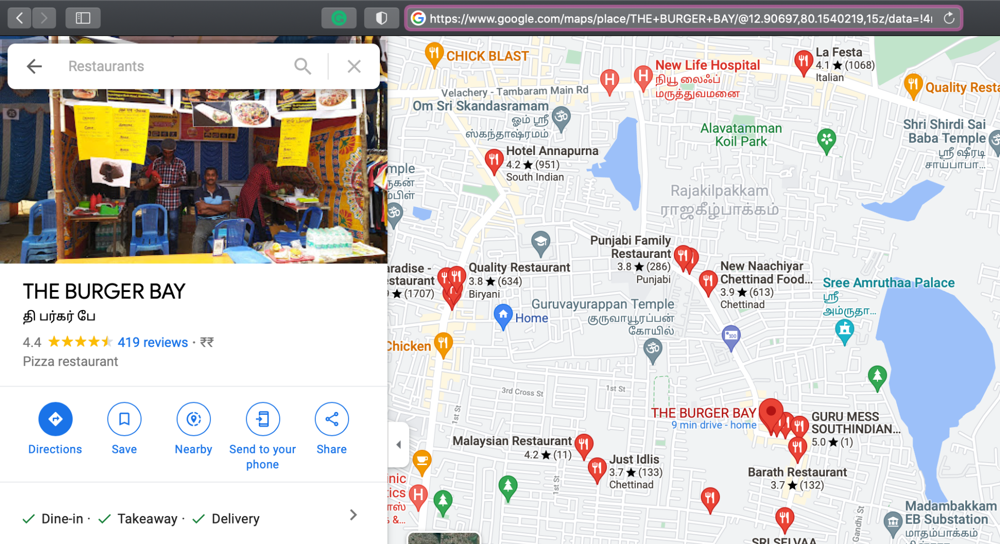 https://www.google.com/maps/place/THE+BURGER+BAY/@12.90697,80.1540219,15z/data=!4
Restaurants
25
THE BURGER BAY
தி பர்கர் பே
4.4 419 reviews · ₹₹
Pizza restaurant
Directions
Save
Nearby
Send to your
phone
Share
Dine-in · Takeaway · Delivery
CHICK BLAST
New Life Hospital
நியூ லைஃப்
மருத்துவமனை
La Festa
4.1 ★ (1068)
Italian
Quality Resta
Velachery - Tambaram Main Rd
Om Sri Skandasramam
ஓம் ஸ்ரீ
ஸ்கந்தாஷ்ரமம்
Alavatamman
Koil Park
Shri Shirdi Sai
Baba Temple
ஸ்ரீ ஷீரடி
சாய்பாபா...
Hotel Annapurna
4.2 ★ (951)
South Indian
mple
நகன்
ம்பிள்
Rajakilpakkam
ராஜகீழ்பாக்கம்
Punjabi Family
Restaurant
3.8 ★ (286)
Punjabi
New Naachiyar
Chettinad Food...
3.9 ★ (613)
Chettinad
aradise -
estaurant
9 ★ (1707)
Quality Restaurant
3.8 ★ (634)
Biryani
Sree Amruthaa Palace
ஸ்ரீ
அம்ருதா...
Guruvayurappan Temple
குருவாயூரப்பன்
கோயில்
Home
100
Chicken
3rd Cross St
1st St
1st St
THE BURGER BAY
9 min drive - home
GURU MESS
SOUTHINDIAN...
5.0 ★ (1)
Malaysian Restaurant
4.2 ★ (11)
Just Idlis
3.7 ★ (133)
Chettinad
1st St
Barath Restaurant
3.7 ★ (132)
inic
tics
ாஸ்
& &...
Gandhi St
Madambakkam
EB Substation
மாதம்பாக்கம்
SRI SELVAA